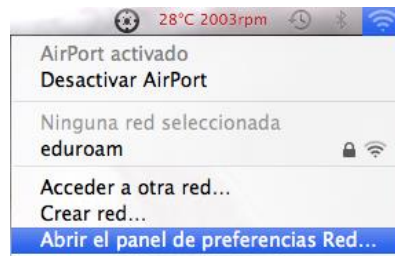 28°C 2003rpm
AirPort activado
Desactivar AirPort
Ninguna red seleccionada
eduroam
Acceder a otra red...
Crear red...
Abrir el panel de preferencias Red...